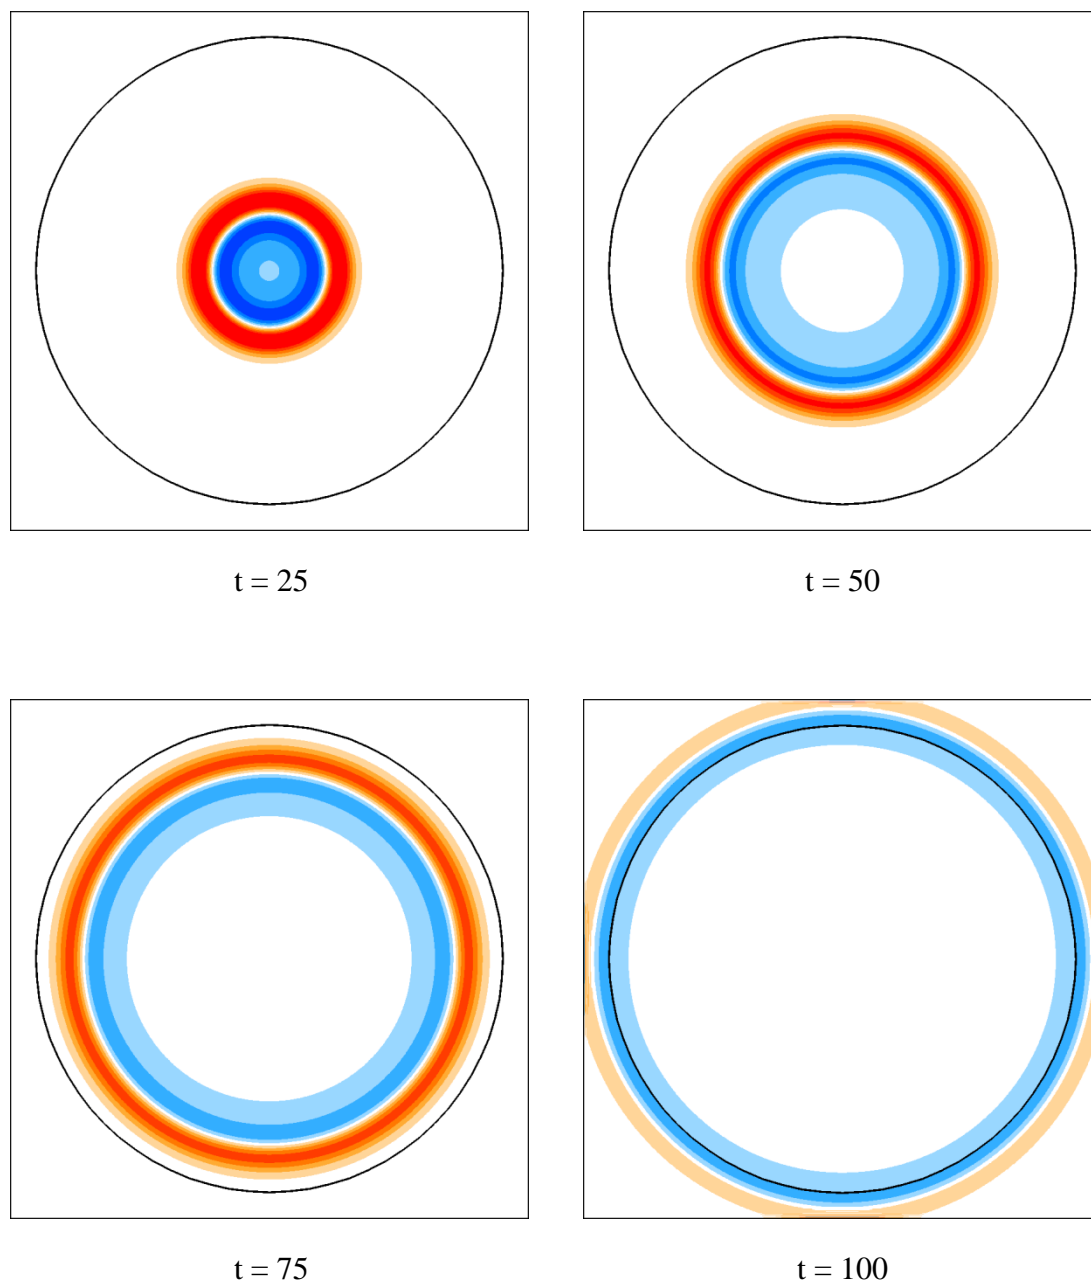 t = 25
t = 50
t = 75
t = 100